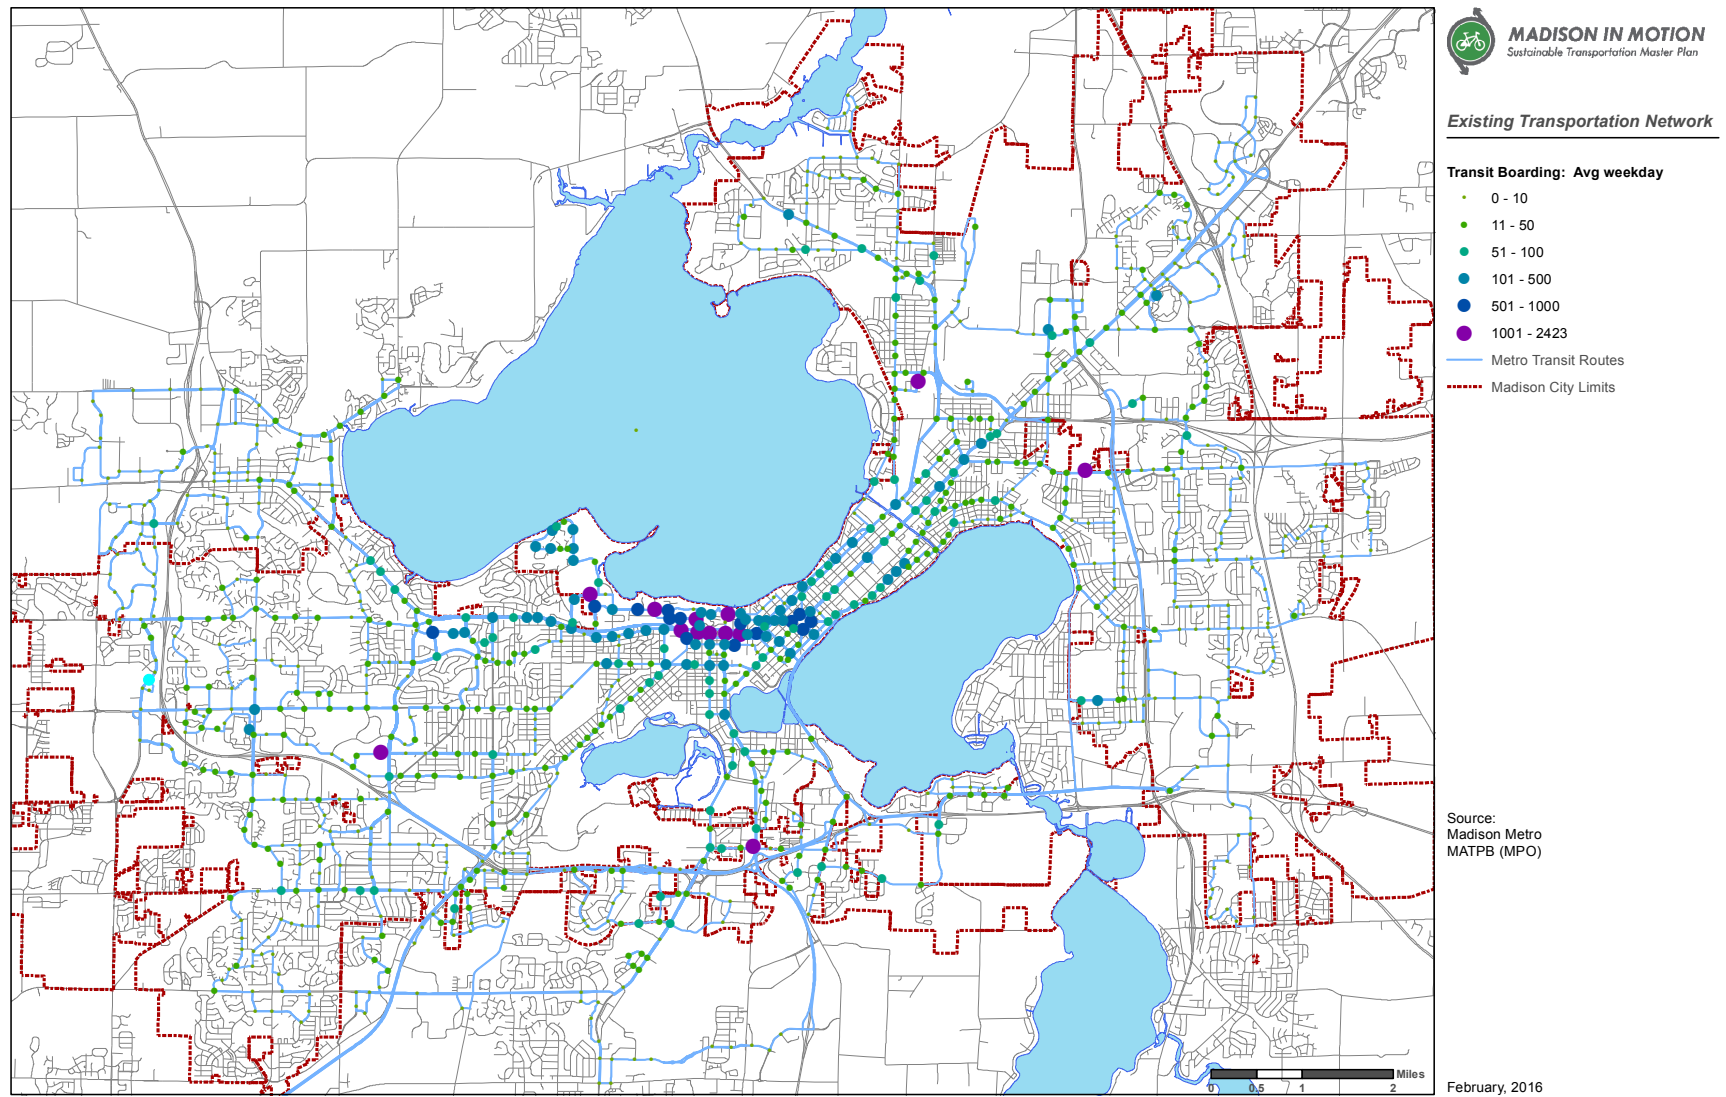 MADISON IN MOTION
Sustainable Transportation Master Plan
Existing Transportation Network
Transit Boarding: Avg weekday
0 - 10
11 - 50
51 - 100
101 - 500
501 - 1000
1001 - 2423
Metro Transit Routes
Madison City Limits
Source:
Madison Metro
MATPB (MPO)
Miles
0 0.5 1 2
February, 2016